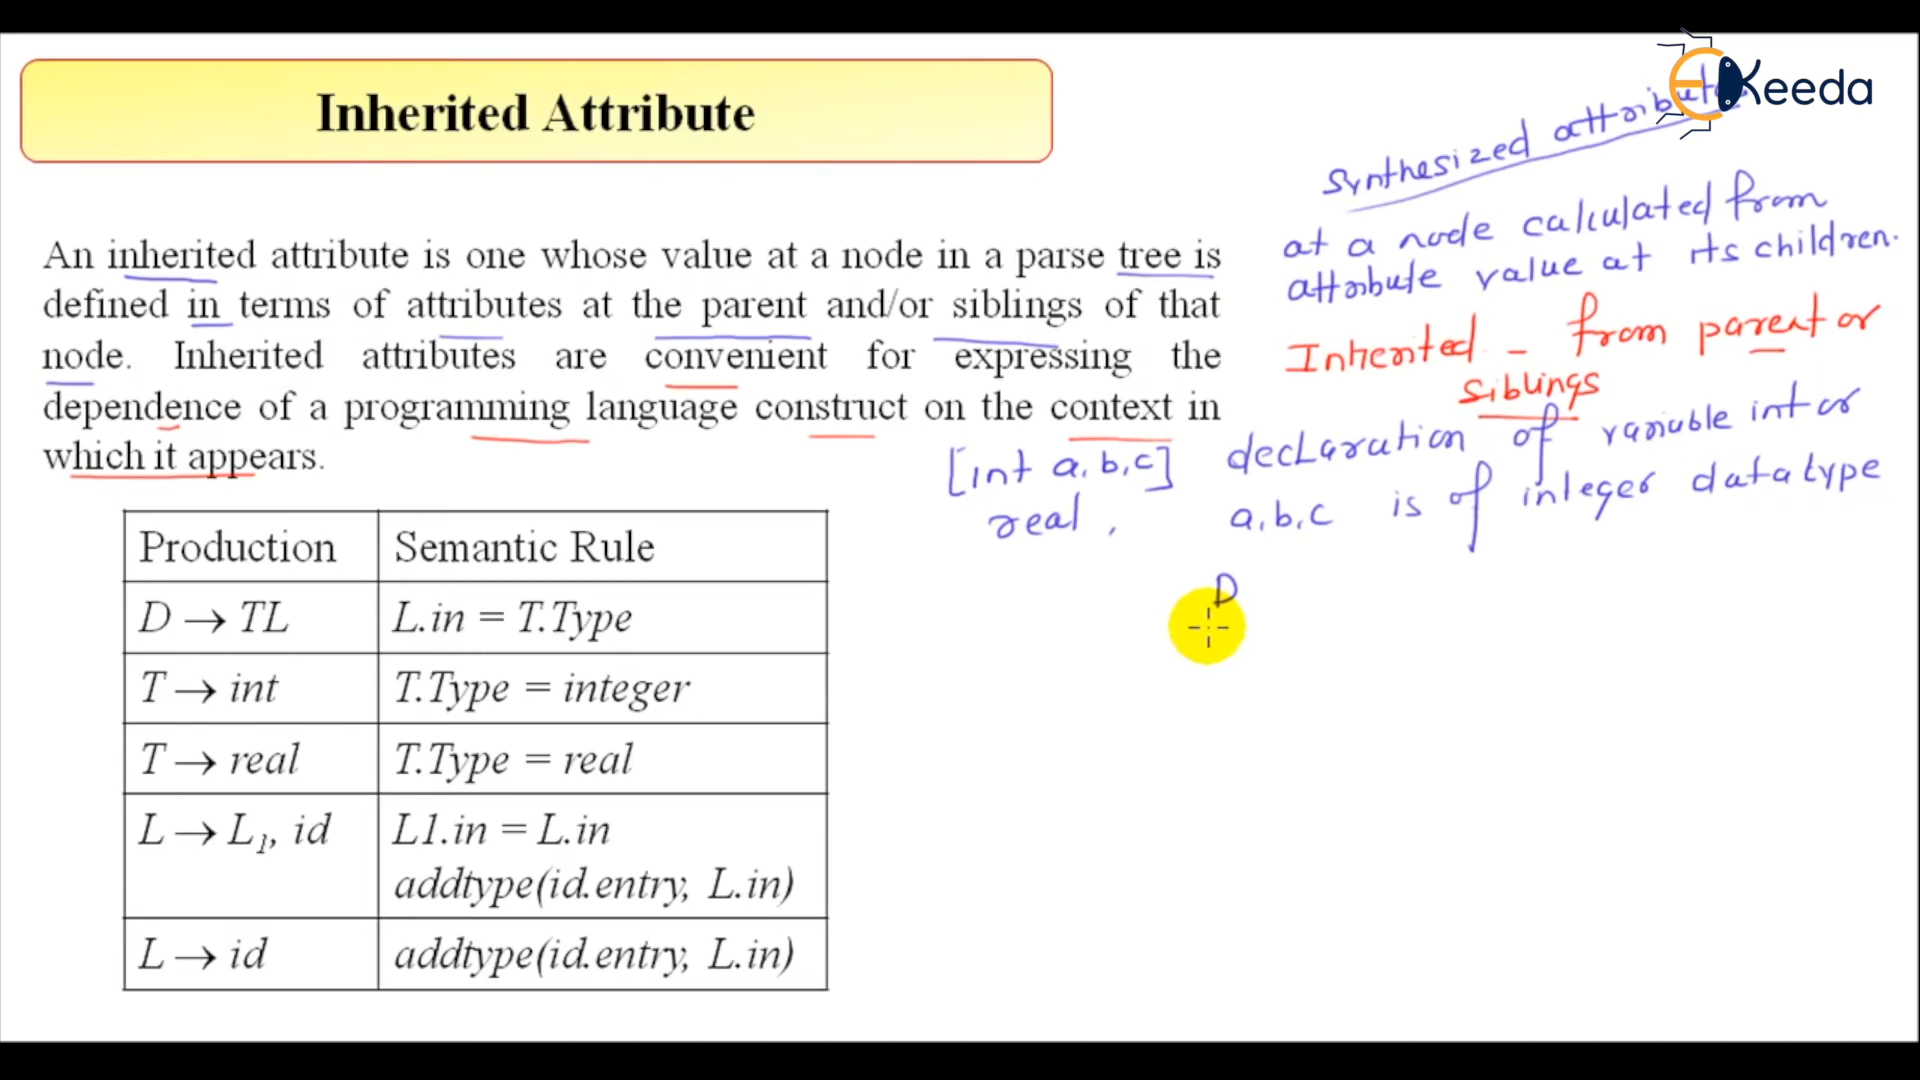 Keeda
Inherited Attribute
Synthesized attribute
at a node calculated from
attribute value at its children.
An inherited attribute is one whose value at a node in a parse tree is
defined in terms of attributes at the parent and/or siblings of that
node. Inherited attributes are convenient for expressing the
dependence of a programming language construct on the context in
which it appears.
Inherited - from parent or
siblings
[int a, b, c] declaration of variable int or
real, a, b, c is of integer datatype
D
Production Semantic Rule
D → TL L.in = T.Type
T → int T.Type = integer
T → real T.Type = real
L → L1, id L1.in = L.in
addtype(id.entry, L.in)
L → id addtype(id.entry, L.in)